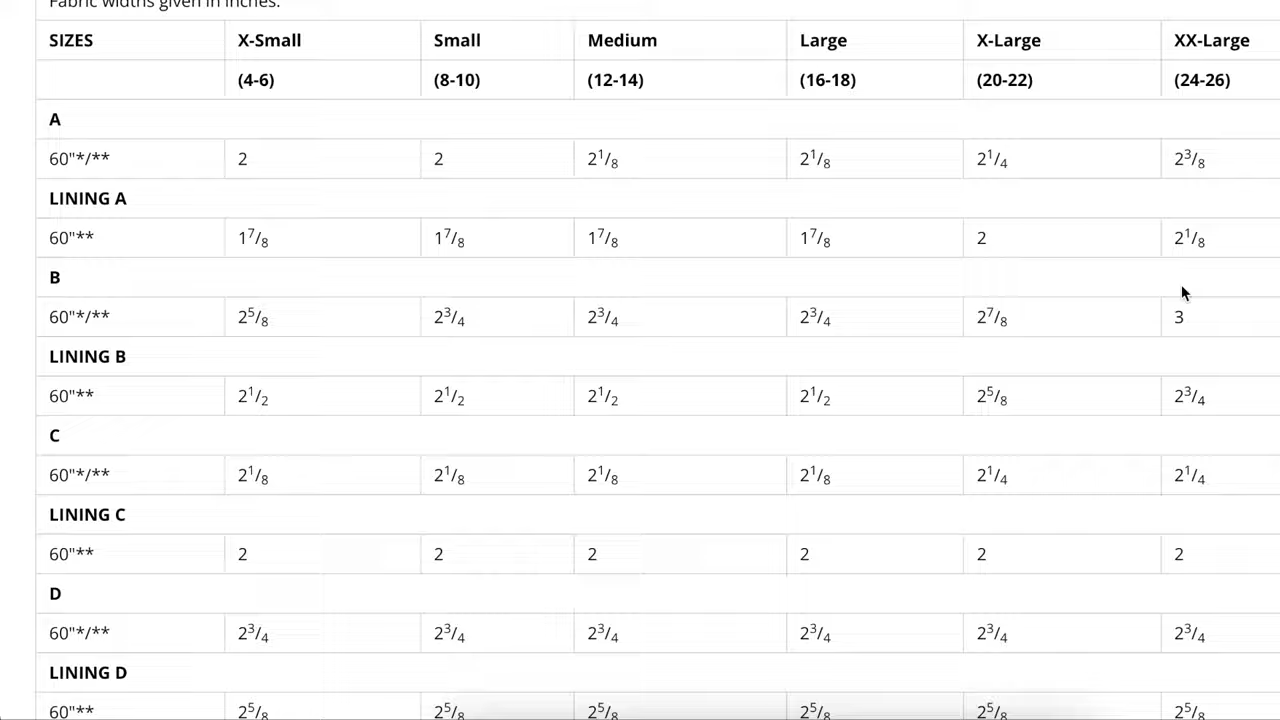 Fabric widths given in inches.
SIZES X-Small Small Medium Large X-Large XX-Large
(4-6) (8-10) (12-14) (16-18) (20-22) (24-26)
A
60"*/** 2 2 2 1/8 2 1/8 2 1/4 2 3/8
LINING A
60"** 1 7/8 1 7/8 1 7/8 1 7/8 2 2 1/8
B
60"*/** 2 5/8 2 3/4 2 3/4 2 3/4 2 7/8 3
LINING B
60"** 2 1/2 2 1/2 2 1/2 2 1/2 2 5/8 2 3/4
C
60"*/** 2 1/8 2 1/8 2 1/8 2 1/8 2 1/4 2 1/4
LINING C
60"** 2 2 2 2 2 2
D
60"*/** 2 3/4 2 3/4 2 3/4 2 3/4 2 3/4 2 3/4
LINING D
60"** 2 5/8 2 5/8 2 5/8 2 5/8 2 5/8 2 5/8